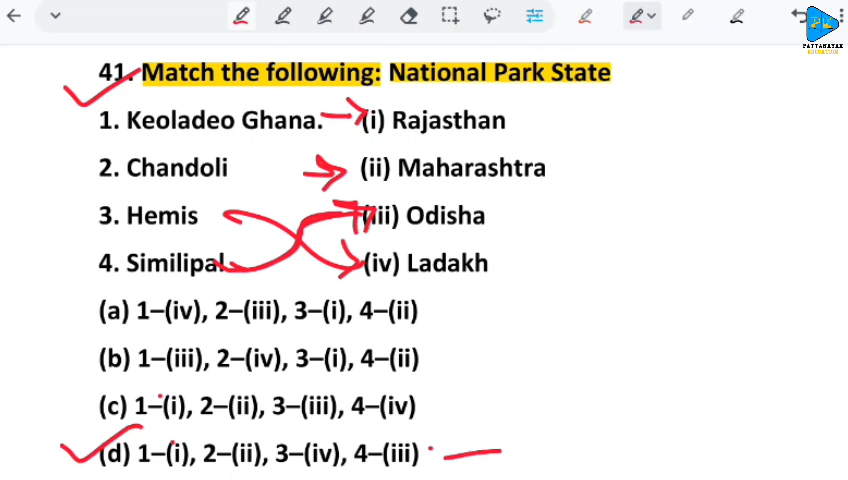 PATTANAYAK
EDUCATION
41. Match the following: National Park State
1. Keoladeo Ghana. (i) Rajasthan
2. Chandoli (ii) Maharashtra
3. Hemis (iii) Odisha
4. Similipal (iv) Ladakh
(a) 1–(iv), 2–(iii), 3–(i), 4–(ii)
(b) 1–(iii), 2–(iv), 3–(i), 4–(ii)
(c) 1–(i), 2–(ii), 3–(iii), 4–(iv)
(d) 1–(i), 2–(ii), 3–(iv), 4–(iii)